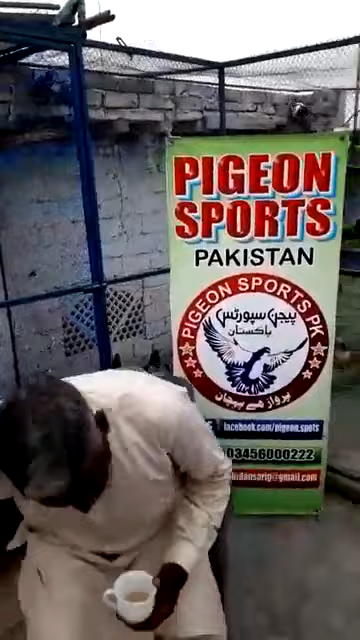 PIGEON
SPORTS
PAKISTAN
PIGEON SPORTS PK
پیجن سپورٹس
پاکستان
پرواز ھے پہچان
facebook.com/pigeon.spots
03456000222